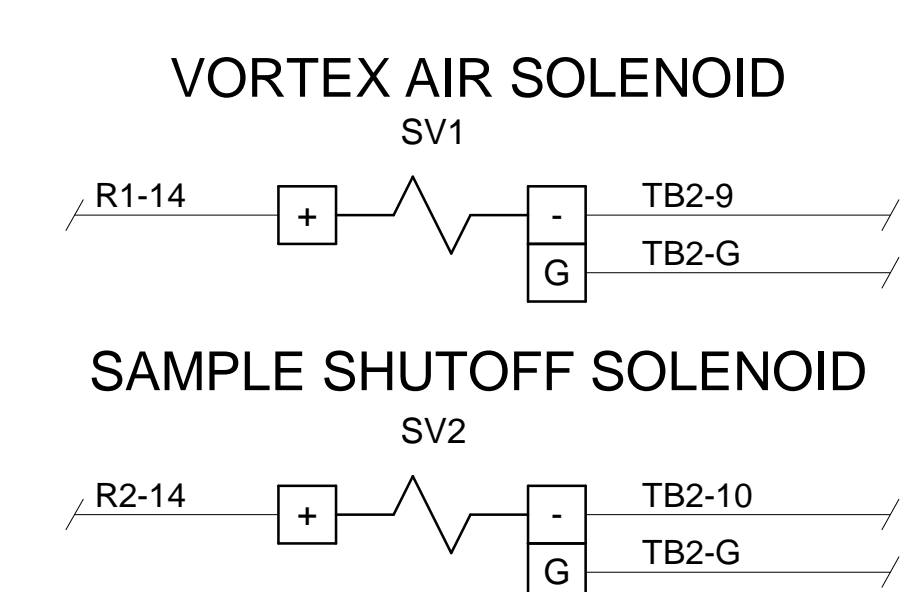 VORTEX AIR SOLENOID
SV1
R1-14 + - TB2-9
G TB2-G
SAMPLE SHUTOFF SOLENOID
SV2
R2-14 + - TB2-10
G TB2-G